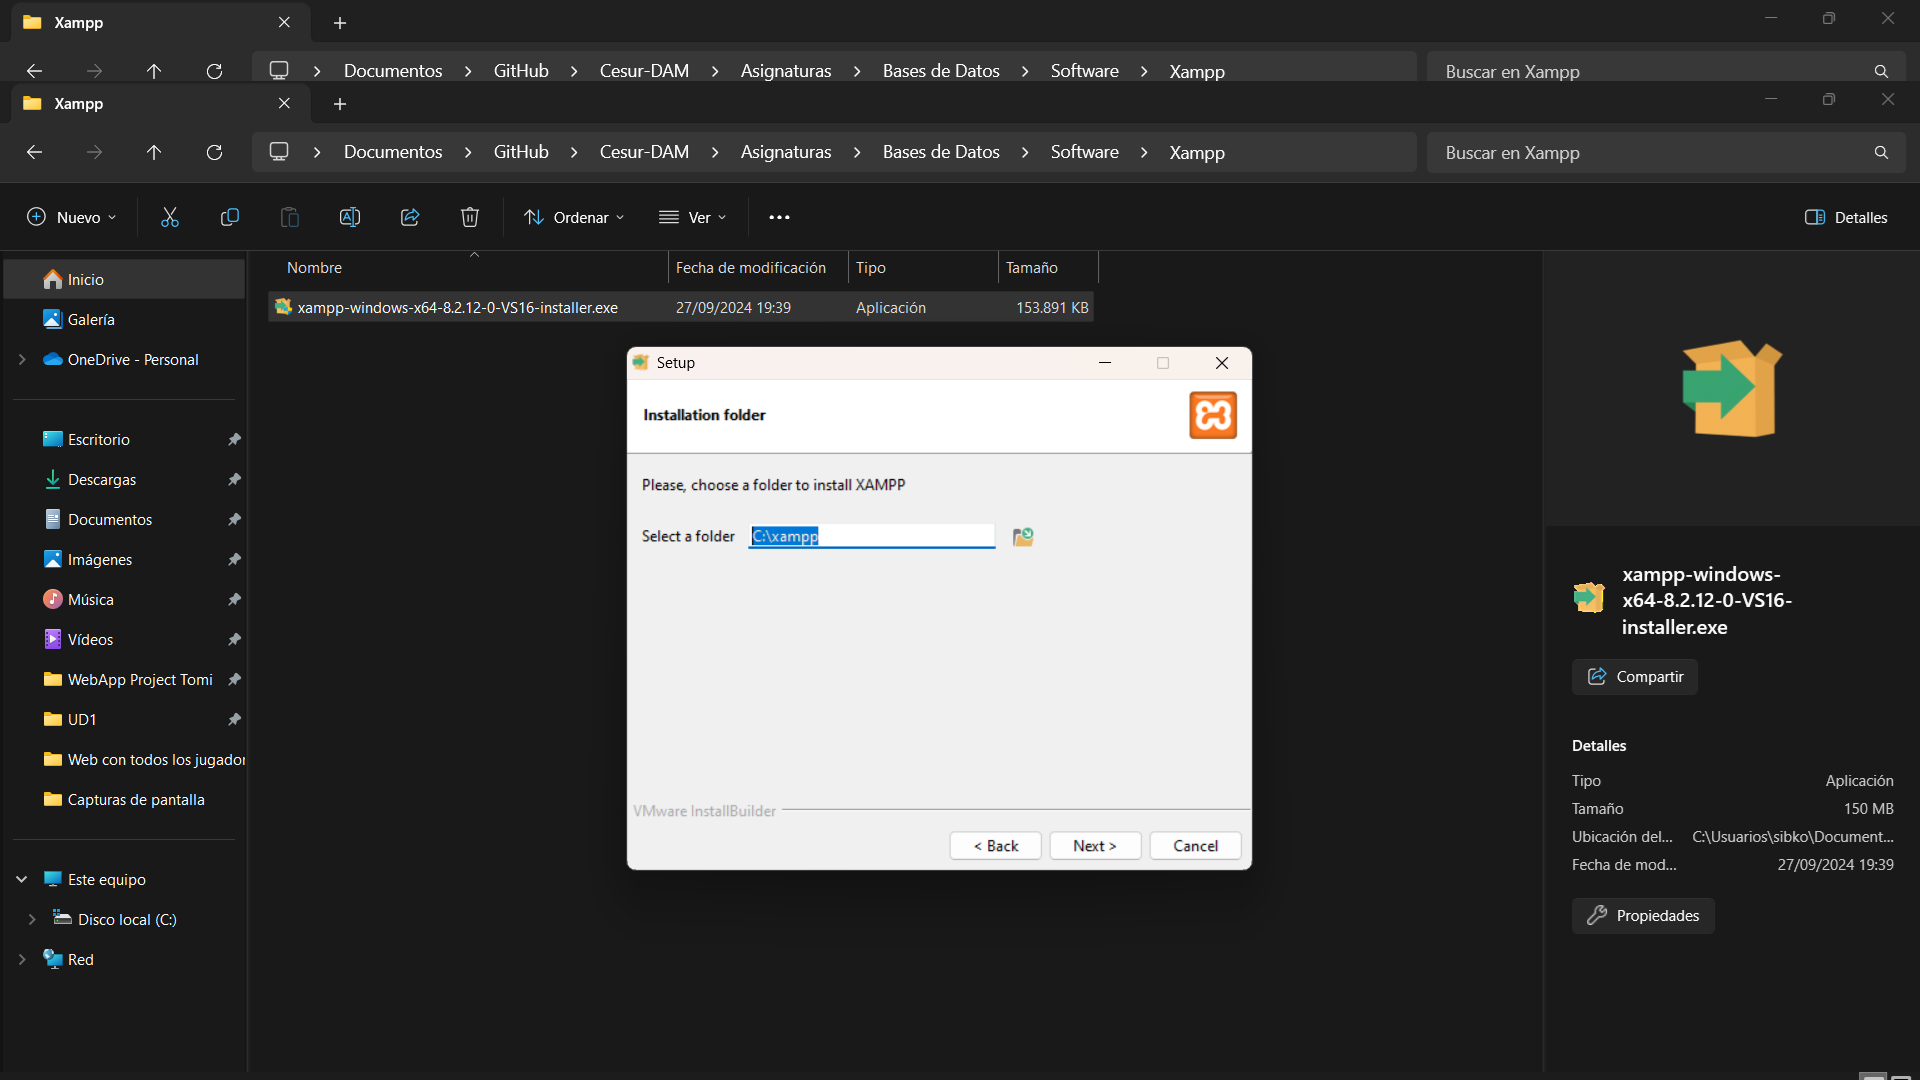 Xampp
Documentos > GitHub > Cesur-DAM > Asignaturas > Bases de Datos > Software > Xampp
Buscar en Xampp
Xampp
Documentos > GitHub > Cesur-DAM > Asignaturas > Bases de Datos > Software > Xampp
Buscar en Xampp
Nuevo
Ordenar
Ver
Detalles
Inicio
Galería
OneDrive - Personal
Escritorio
Descargas
Documentos
Imágenes
Música
Vídeos
WebApp Project Tomi
UD1
Web con todos los jugador
Capturas de pantalla
Este equipo
Disco local (C:)
Red
Nombre
Fecha de modificación
Tipo
Tamaño
xampp-windows-x64-8.2.12-0-VS16-installer.exe
27/09/2024 19:39
Aplicación
153.891 KB
Setup
Installation folder
Please, choose a folder to install XAMPP
Select a folder
C:\xampp
VMware InstallBuilder
< Back
Next >
Cancel
xampp-windows-
x64-8.2.12-0-VS16-
installer.exe
Compartir
Detalles
Tipo
Aplicación
Tamaño
150 MB
Ubicación del...
C:\Usuarios\sibko\Document...
Fecha de mod...
27/09/2024 19:39
Propiedades